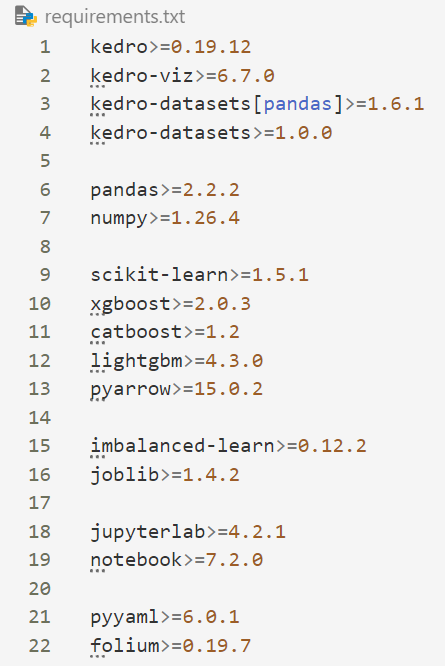 requirements.txt
1 kedro>=0.19.12
2 kedro-viz>=6.7.0
3 kedro-datasets[pandas]>=1.6.1
4 kedro-datasets>=1.0.0
5
6 pandas>=2.2.2
7 numpy>=1.26.4
8
9 scikit-learn>=1.5.1
10 xgboost>=2.0.3
11 catboost>=1.2
12 lightgbm>=4.3.0
13 pyarrow>=15.0.2
14
15 imbalanced-learn>=0.12.2
16 joblib>=1.4.2
17
18 jupyterlab>=4.2.1
19 notebook>=7.2.0
20
21 pyyaml>=6.0.1
22 folium>=0.19.7